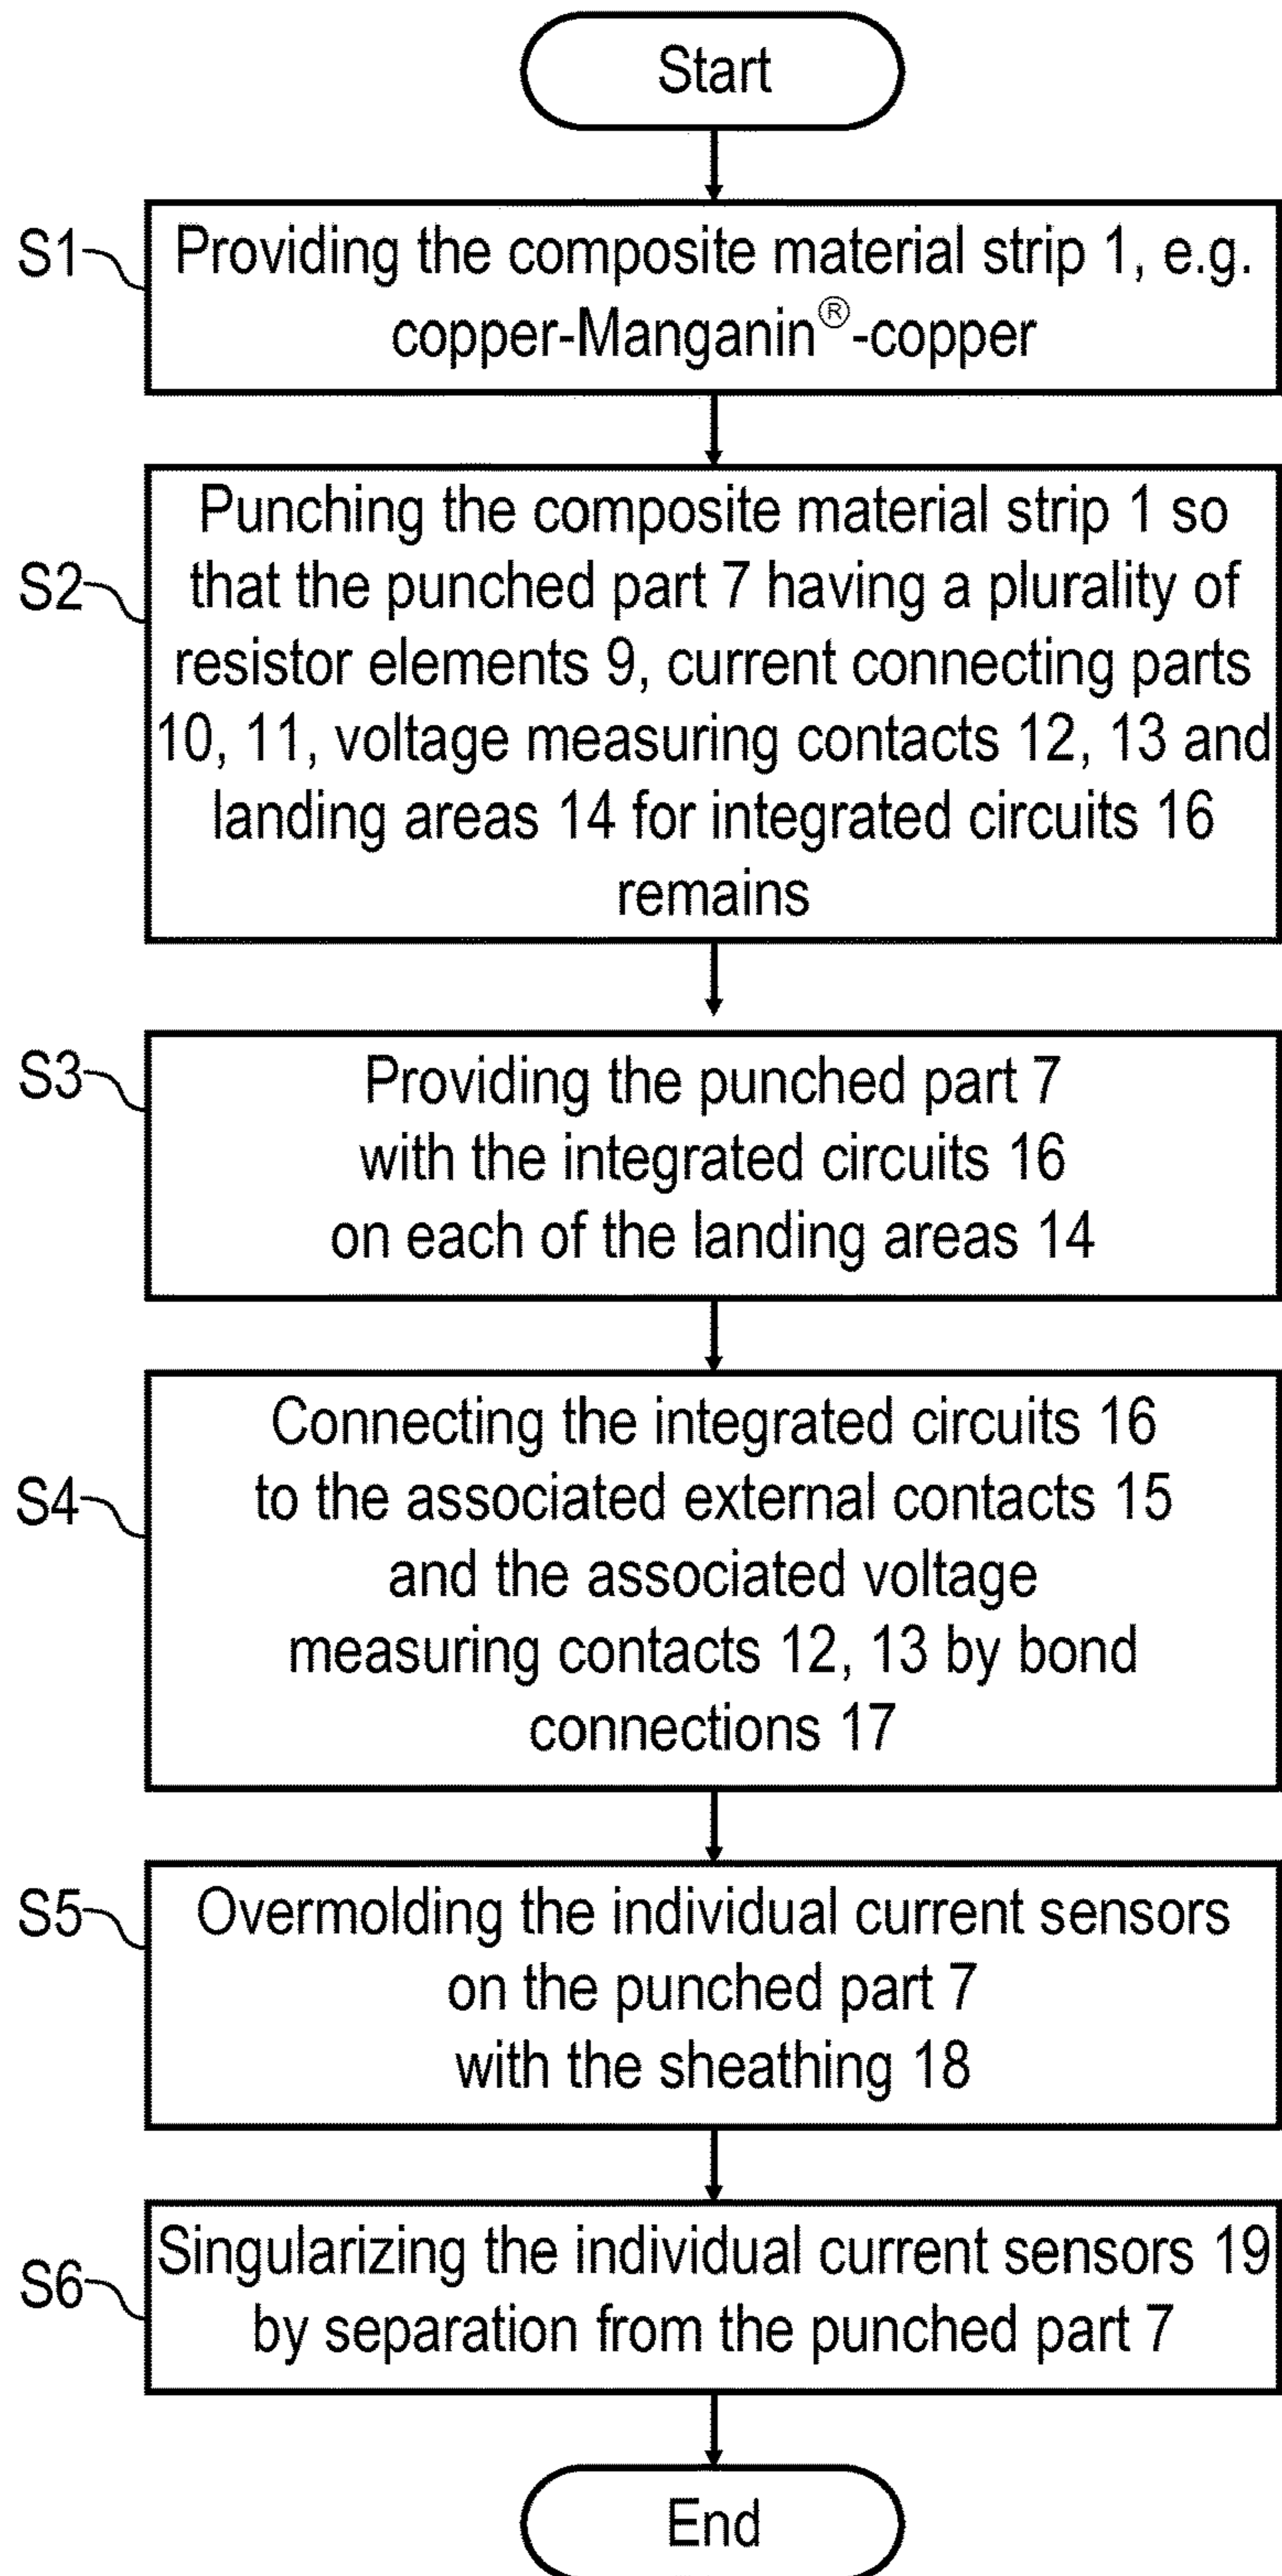 Start
S1
Providing the composite material strip 1, e.g.
copper-Manganin®-copper
S2
Punching the composite material strip 1 so
that the punched part 7 having a plurality of
resistor elements 9, current connecting parts
10, 11, voltage measuring contacts 12, 13 and
landing areas 14 for integrated circuits 16
remains
S3
Providing the punched part 7
with the integrated circuits 16
on each of the landing areas 14
S4
Connecting the integrated circuits 16
to the associated external contacts 15
and the associated voltage
measuring contacts 12, 13 by bond
connections 17
S5
Overmolding the individual current sensors
on the punched part 7
with the sheathing 18
S6
Singularizing the individual current sensors 19
by separation from the punched part 7
End